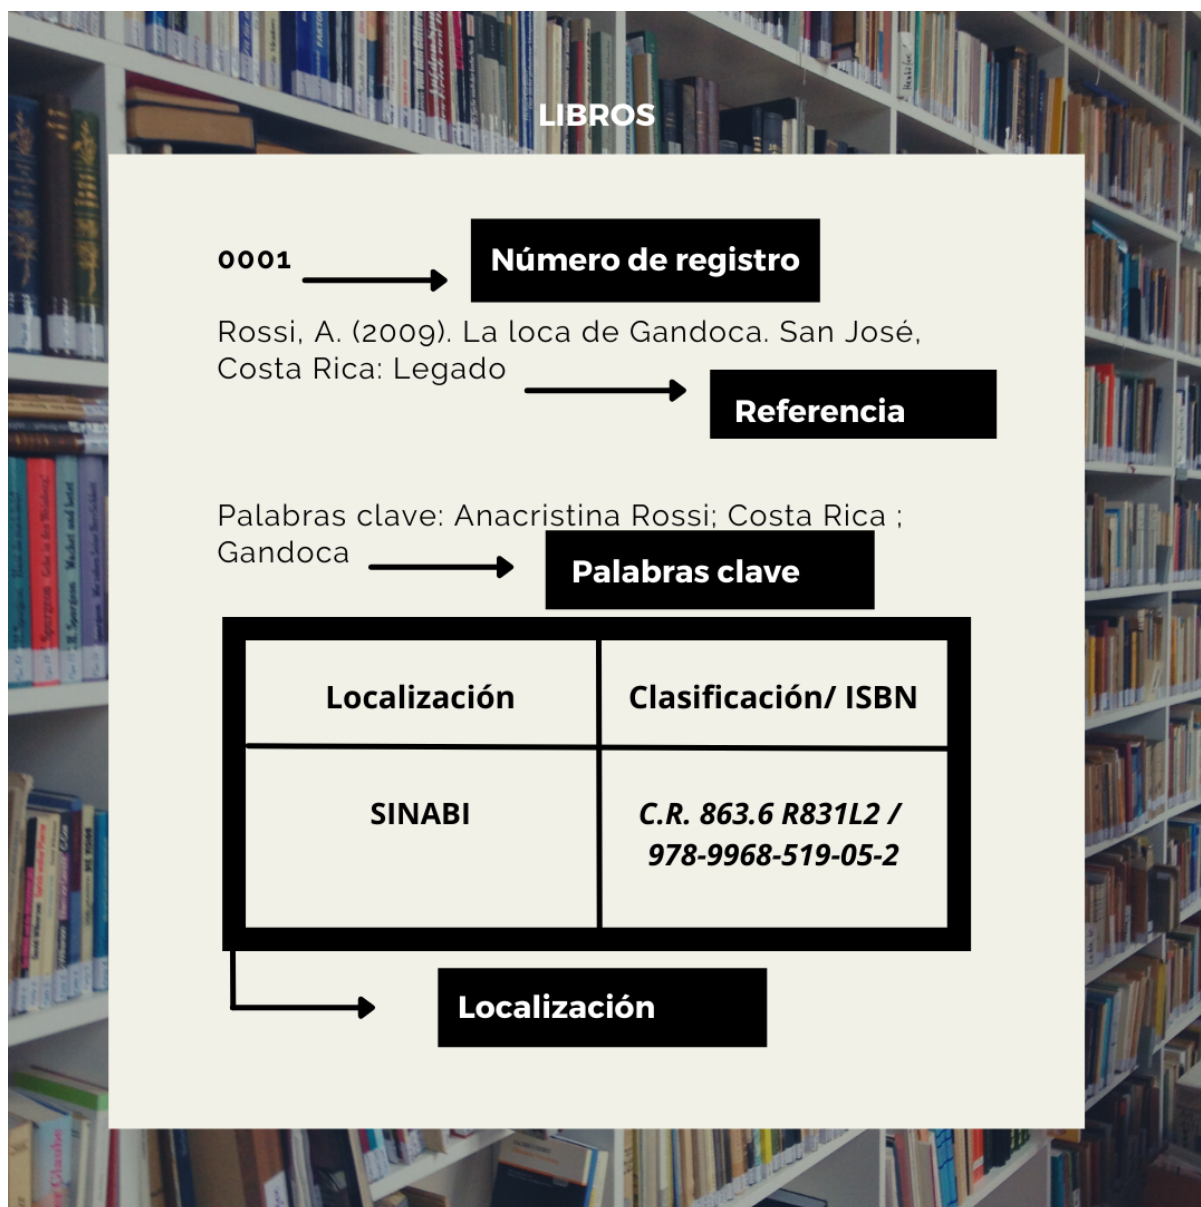 LIBROS
0001
Número de registro
Rossi, A. (2009). La loca de Gandoca. San José,
Costa Rica: Legado
Referencia
Palabras clave: Anacristina Rossi; Costa Rica ;
Gandoca
Palabras clave
Localización
Clasificación/ ISBN
SINABI
C.R. 863.6 R831L2 /
978-9968-519-05-2
Localización